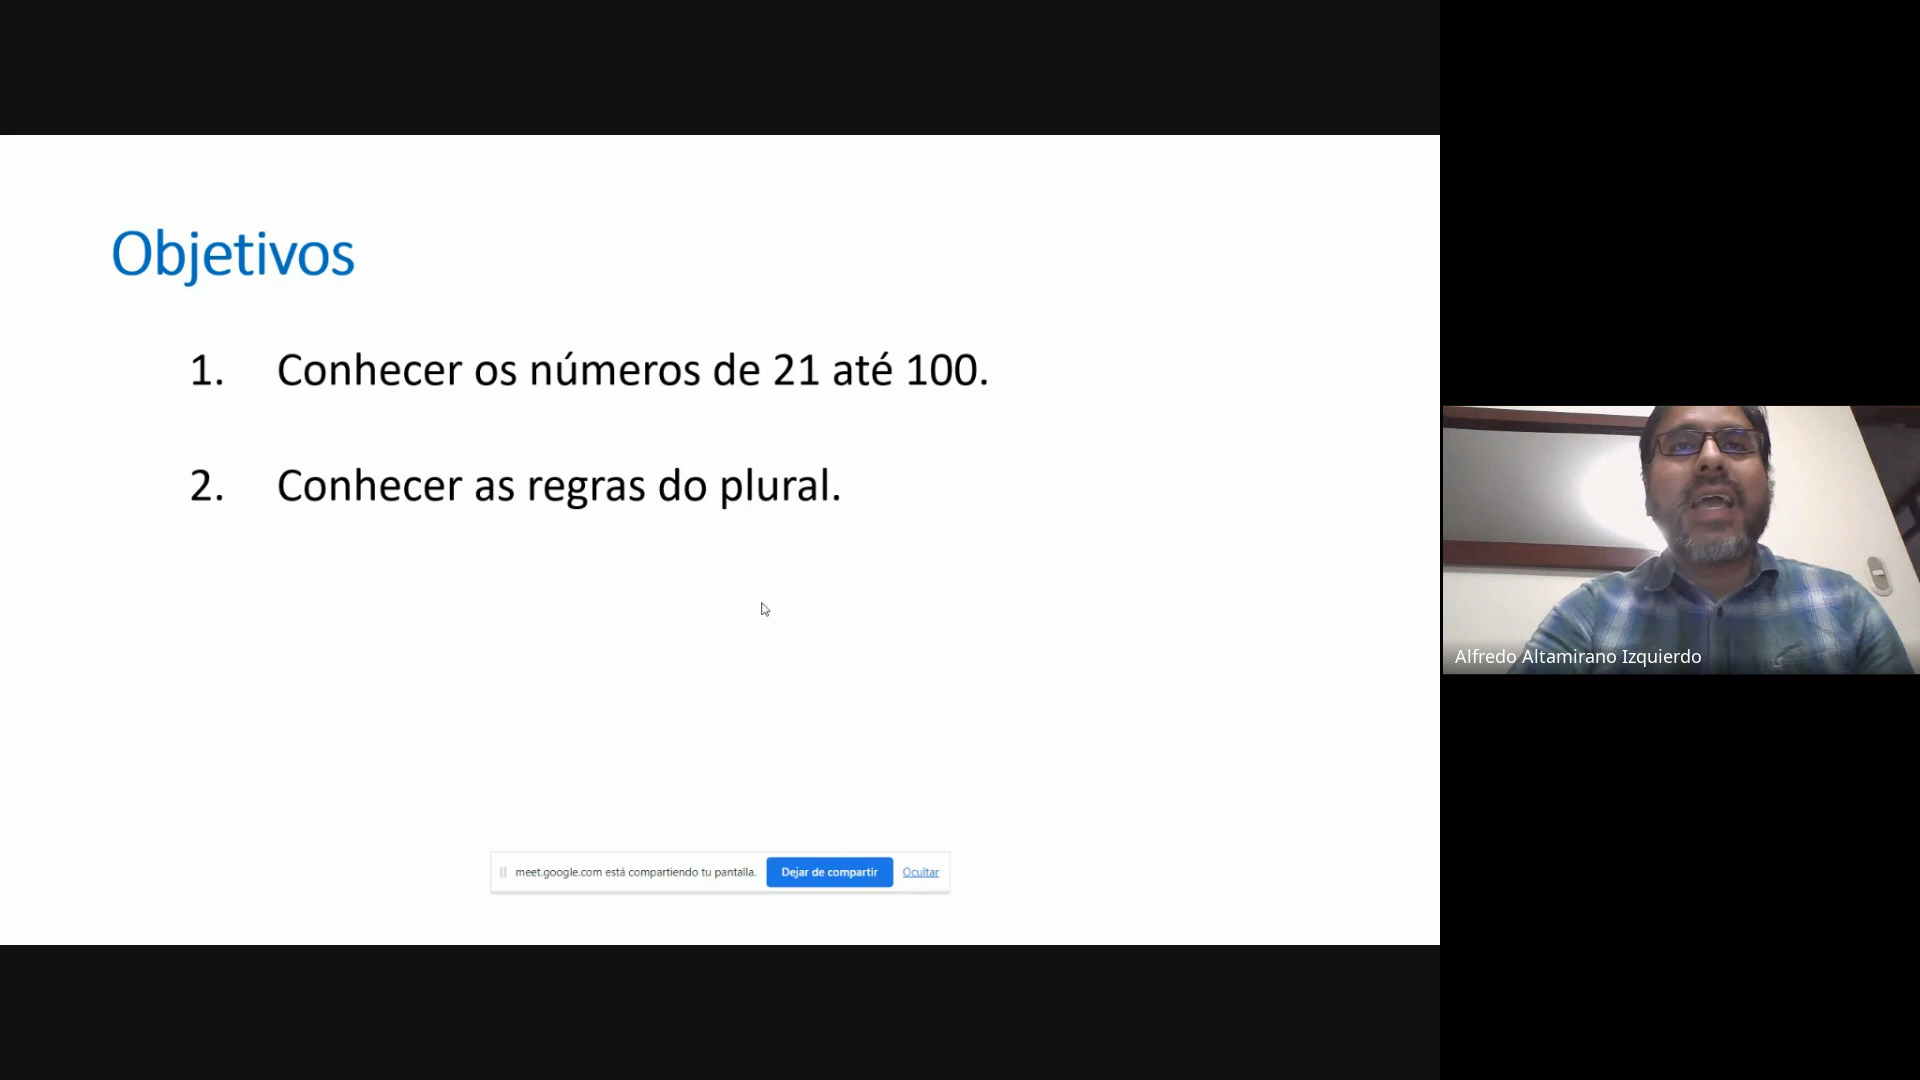 Objetivos
1. Conhecer os números de 21 até 100.
2. Conhecer as regras do plural.
meet.google.com está compartiendo tu pantalla. Dejar de compartir Ocultar
Alfredo Altamirano Izquierdo